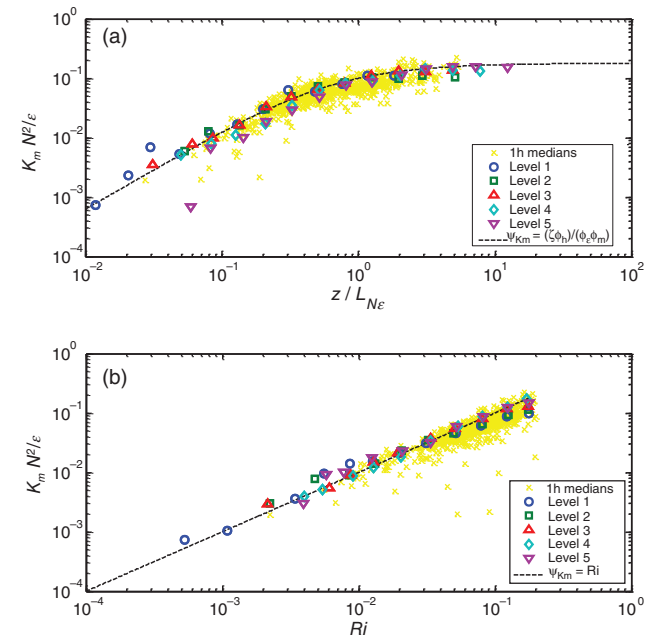 (a)
10^0
10^-1
10^-2
10^-3
10^-4
K_m N^2/ε
1h medians
Level 1
Level 2
Level 3
Level 4
Level 5
ψ_Km = (ζϕ_h)/(ϕ_εϕ_m)
10^-2 10^-1 10^0 10^1 10^2
z / L_Nε
(b)
10^0
10^-1
10^-2
10^-3
10^-4
K_m N^2/ε
1h medians
Level 1
Level 2
Level 3
Level 4
Level 5
ψ_Km = Ri
10^-4 10^-3 10^-2 10^-1 10^0
Ri